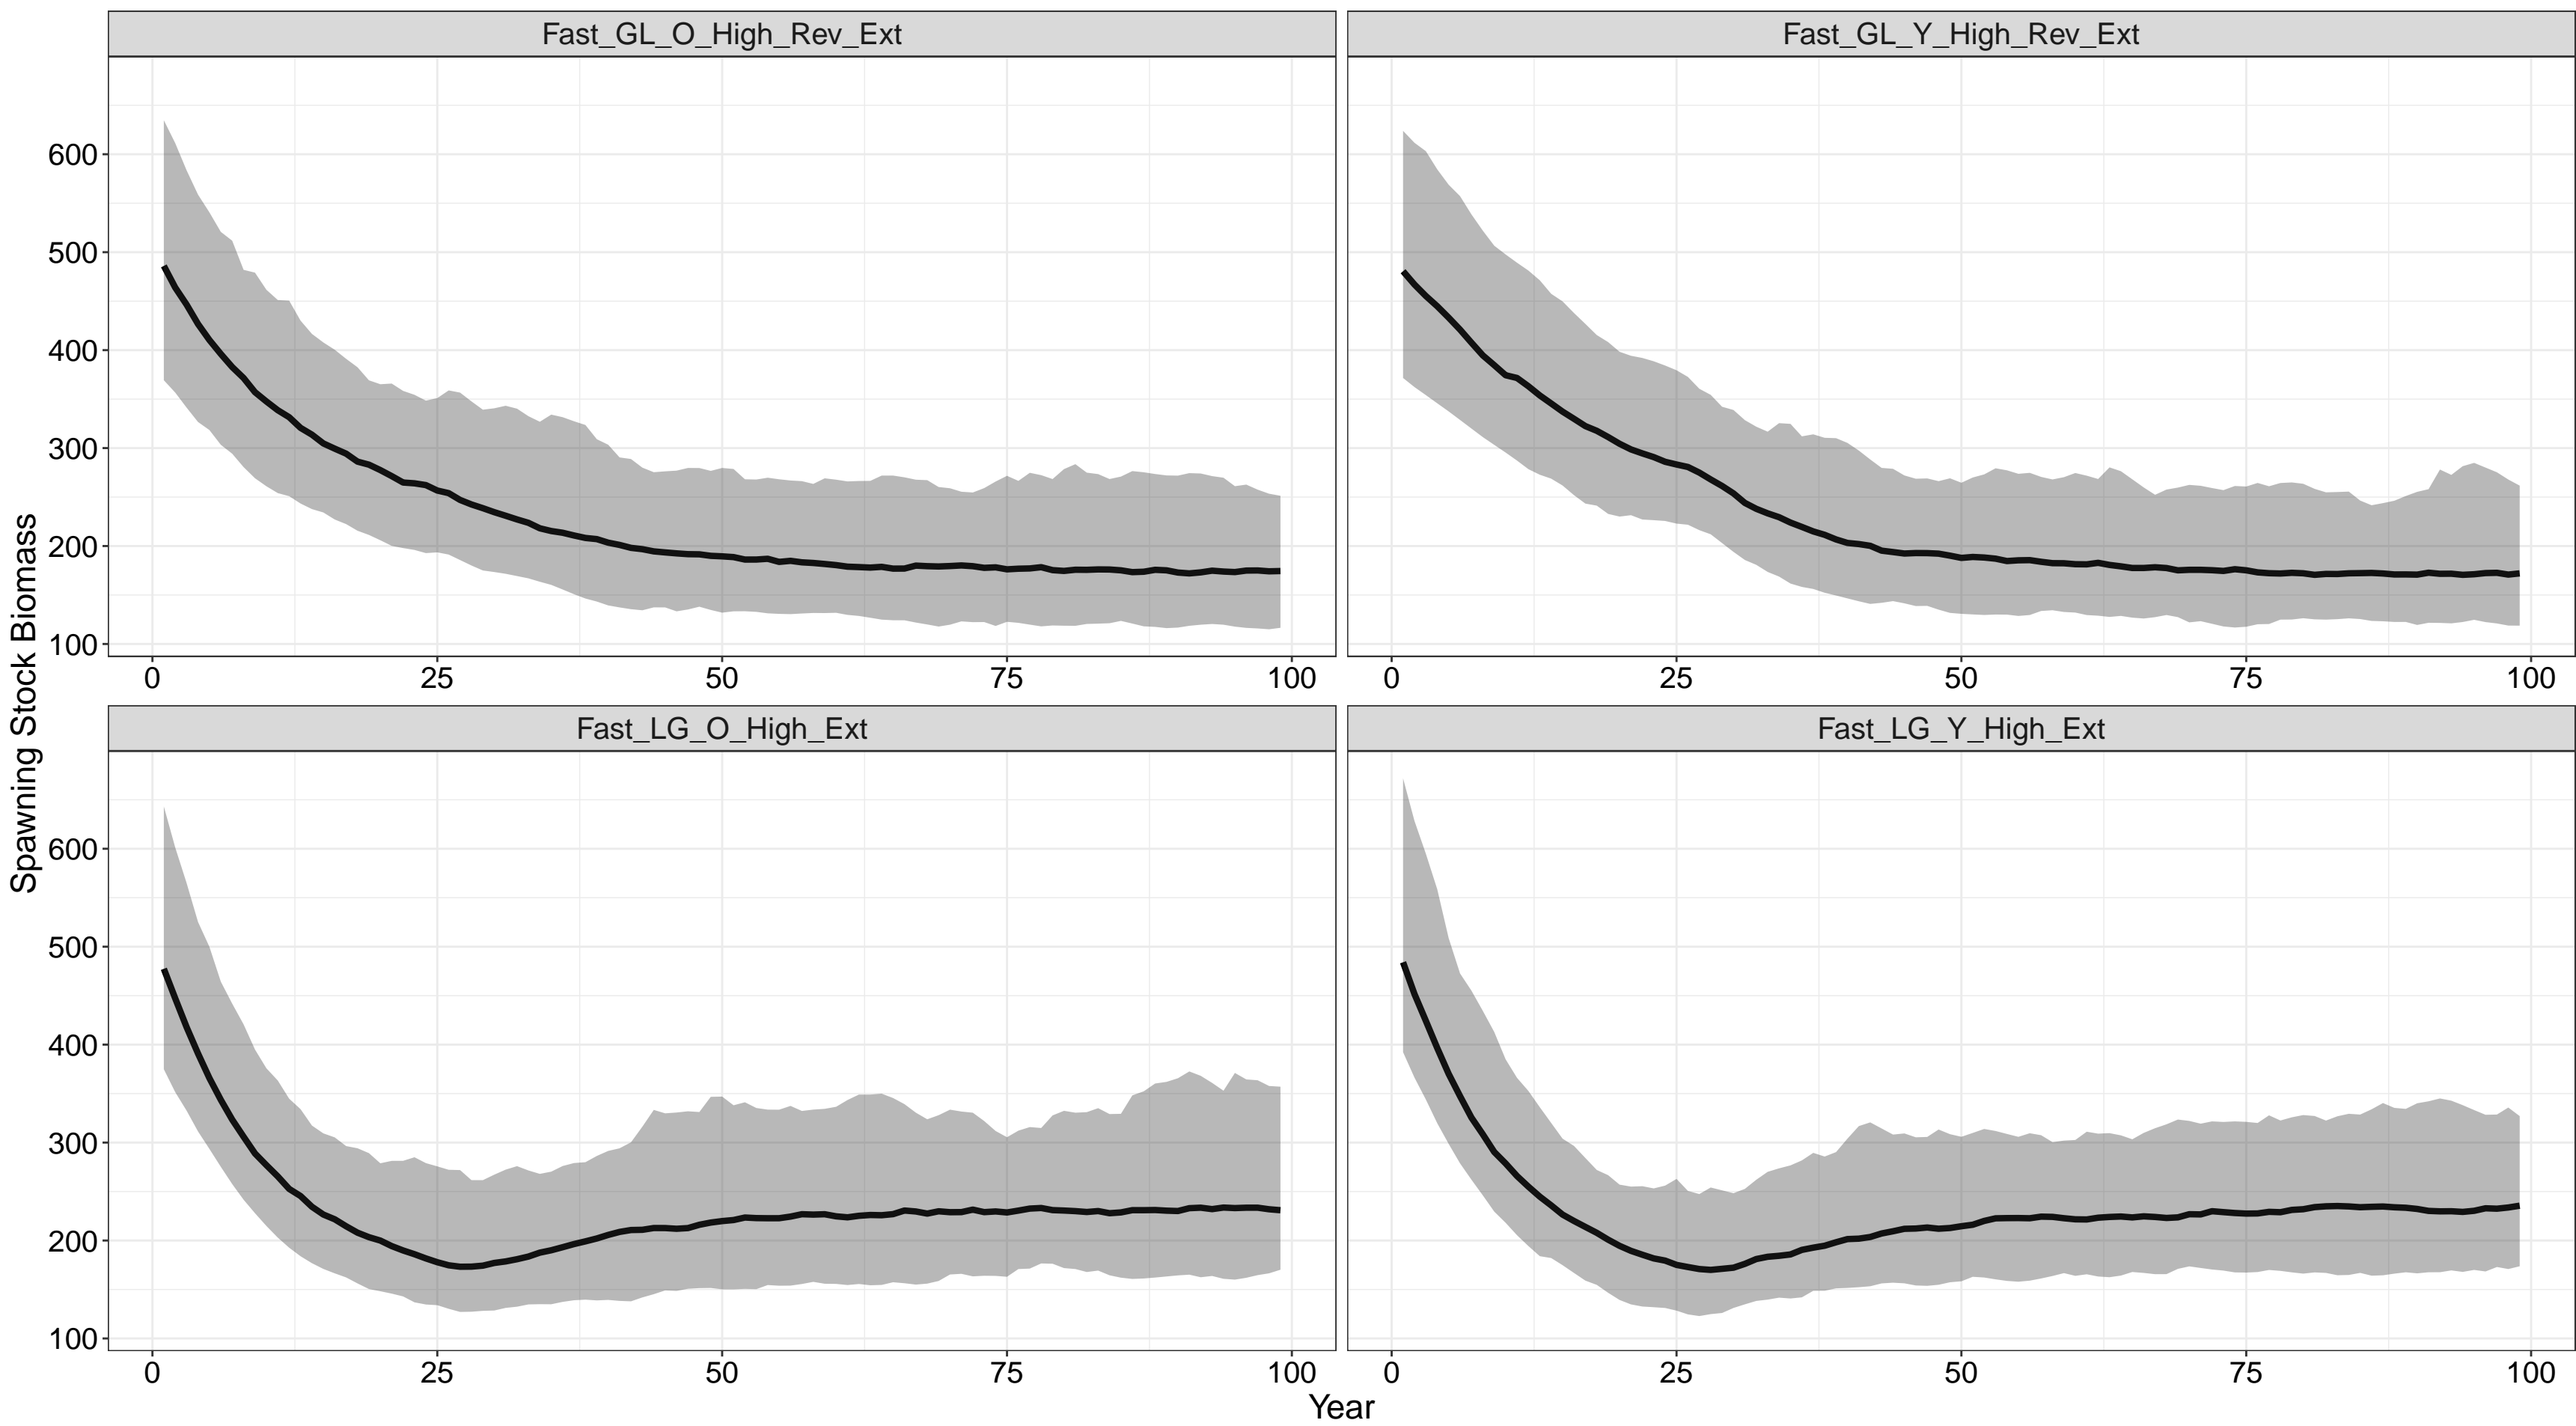 Fast_GL_O_High_Rev_Ext
Fast_GL_Y_High_Rev_Ext
600
500
400
300
200
100
0 25 50 75 100
0 25 50 75 100
Fast_LG_O_High_Ext
Fast_LG_Y_High_Ext
600
500
400
300
200
100
0 25 50 75 100
0 25 50 75 100
Spawning Stock Biomass
Year